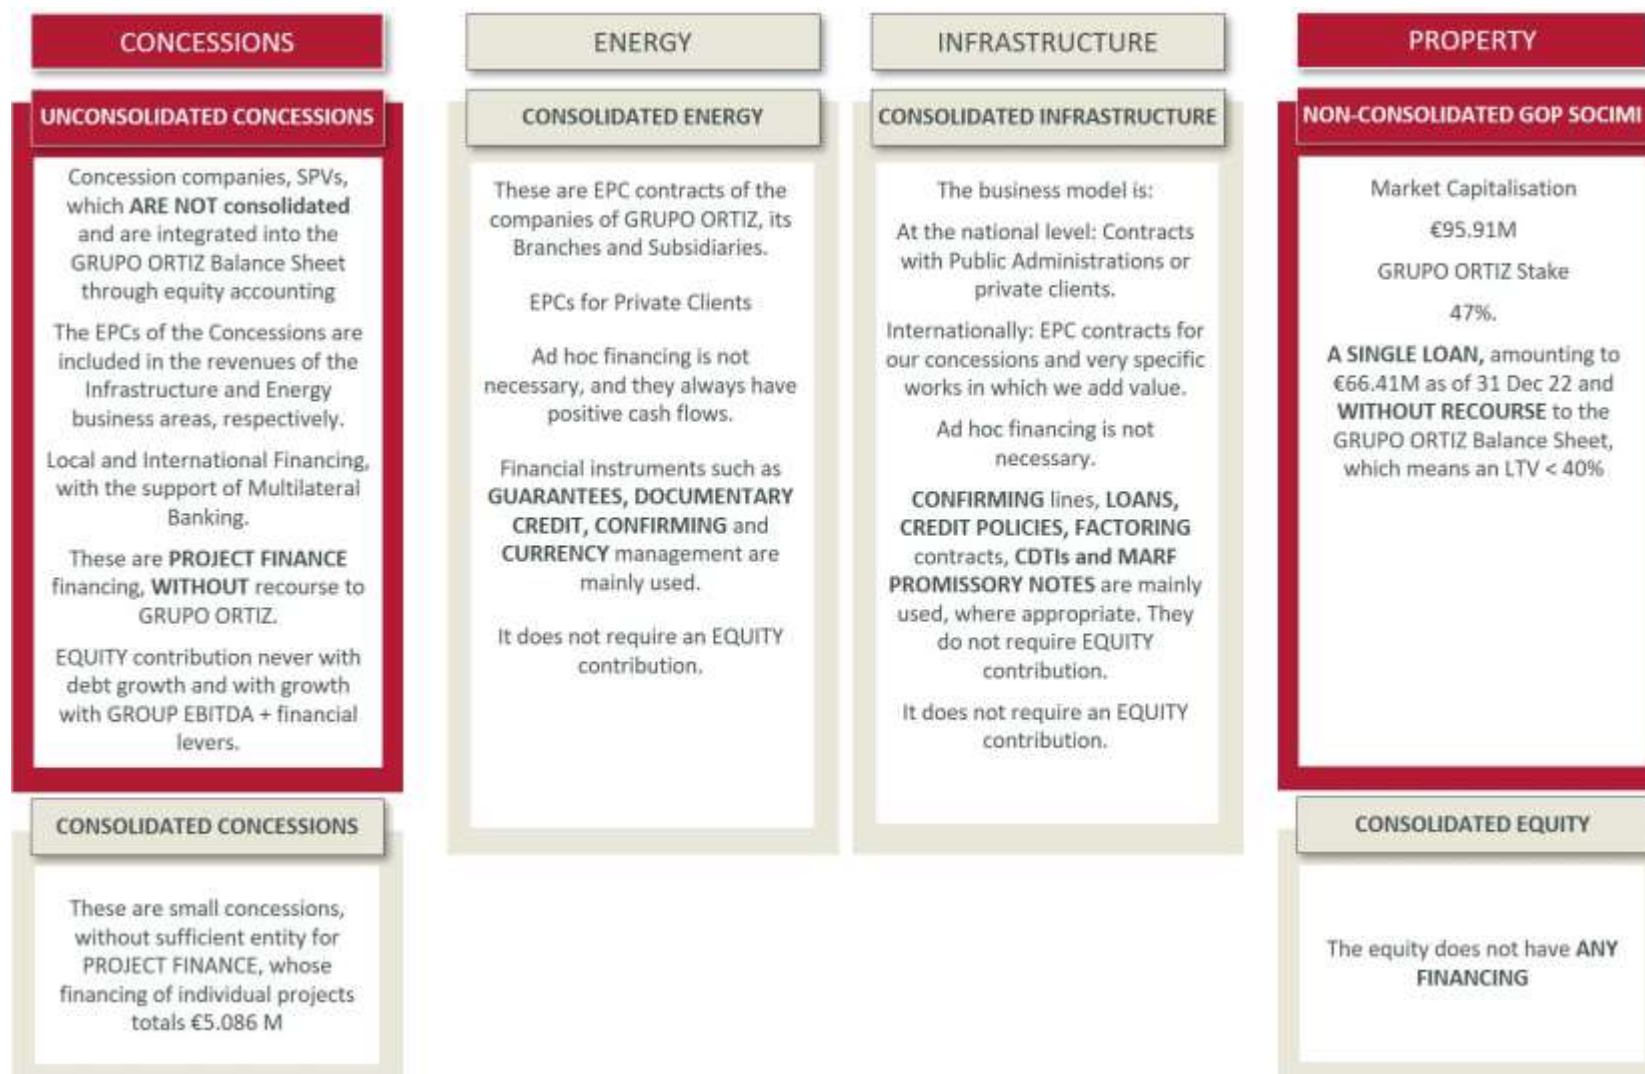 CONCESSIONS
UNCONSOLIDATED CONCESSIONS
Concession companies, SPVs,
which ARE NOT consolidated
and are integrated into the
GRUPO ORTIZ Balance Sheet
through equity accounting
The EPCs of the Concessions are
included in the revenues of the
Infrastructure and Energy
business areas, respectively.
Local and International Financing,
with the support of Multilateral
Banking.
These are PROJECT FINANCE
financing, WITHOUT recourse to
GRUPO ORTIZ.
EQUITY contribution never with
debt growth and with growth
with GROUP EBITDA + financial
levers.
CONSOLIDATED CONCESSIONS
These are small concessions,
without sufficient entity for
PROJECT FINANCE, whose
financing of individual projects
totals €5.086 M
ENERGY
CONSOLIDATED ENERGY
These are EPC contracts of the
companies of GRUPO ORTIZ, its
Branches and Subsidiaries.
EPCs for Private Clients
Ad hoc financing is not
necessary, and they always have
positive cash flows.
Financial instruments such as
GUARANTEES, DOCUMENTARY
CREDIT, CONFIRMING and
CURRENCY management are
mainly used.
It does not require an EQUITY
contribution.
INFRASTRUCTURE
CONSOLIDATED INFRASTRUCTURE
The business model is:
At the national level: Contracts
with Public Administrations or
private clients.
Internationally: EPC contracts for
our concessions and very specific
works in which we add value.
Ad hoc financing is not
necessary.
CONFIRMING lines, LOANS,
CREDIT POLICIES, FACTORING
contracts, CDTIs and MARF
PROMISSORY NOTES are mainly
used, where appropriate. They
do not require EQUITY
contribution.
It does not require an EQUITY
contribution.
PROPERTY
NON-CONSOLIDATED GOP SOCIMI
Market Capitalisation
€95.91M
GRUPO ORTIZ Stake
47%.
A SINGLE LOAN, amounting to
€66.41M as of 31 Dec 22 and
WITHOUT RECOURSE to the
GRUPO ORTIZ Balance Sheet,
which means an LTV < 40%
CONSOLIDATED EQUITY
The equity does not have ANY
FINANCING